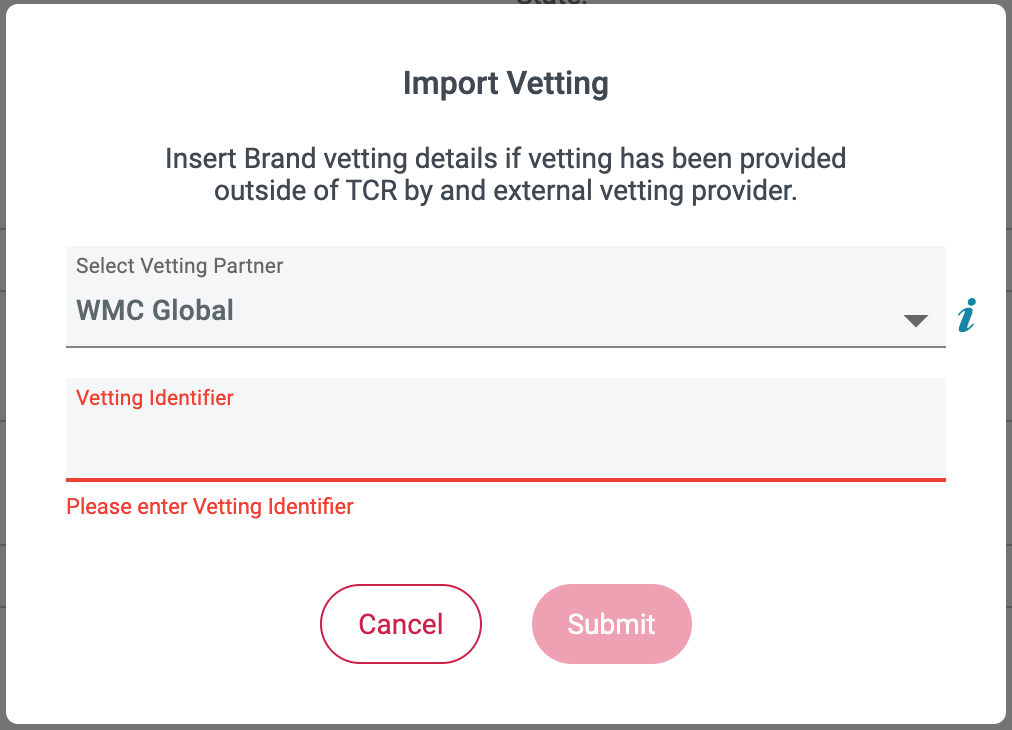 Import Vetting
Insert Brand vetting details if vetting has been provided
outside of TCR by and external vetting provider.
Select Vetting Partner
WMC Global
i
Vetting Identifier
Please enter Vetting Identifier
Cancel
Submit